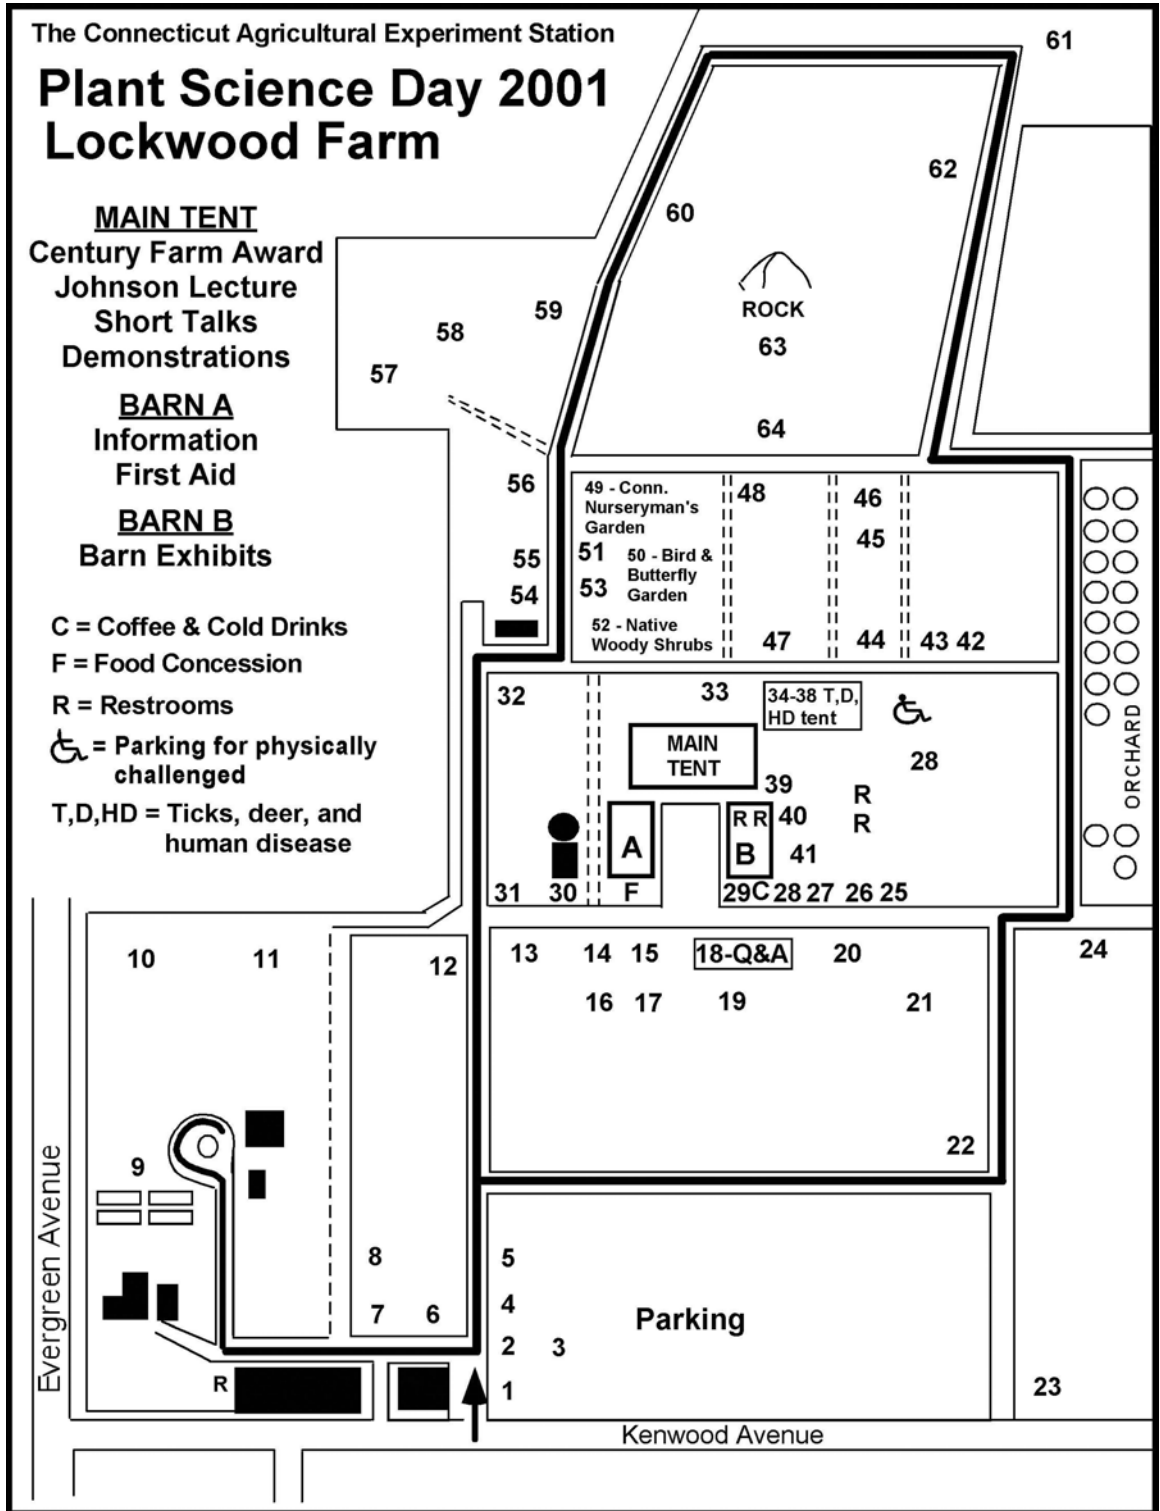 The Connecticut Agricultural Experiment Station
Plant Science Day 2001
Lockwood Farm
MAIN TENT
Century Farm Award
Johnson Lecture
Short Talks
Demonstrations
BARN A
Information
First Aid
BARN B
Barn Exhibits
C = Coffee & Cold Drinks
F = Food Concession
R = Restrooms
= Parking for physically
challenged
T,D,HD = Ticks, deer, and
human disease
61
62
60
ROCK
63
64
59
58
57
56
55
54
49 - Conn.
Nurseryman's
Garden
51
50 - Bird &
Butterfly
Garden
53
52 - Native
Woody Shrubs
48
47
46
45
44
43 42
ORCHARD
32
33
34-38 T,D,
HD tent
MAIN
TENT
28
39
R
R
A
R R
B
40
41
31
30
F
29C 28 27 26 25
10
11
12
13
14
15
18-Q&A
20
24
16
17
19
21
22
9
8
7
6
5
4
2
3
1
Parking
23
R
Evergreen Avenue
Kenwood Avenue